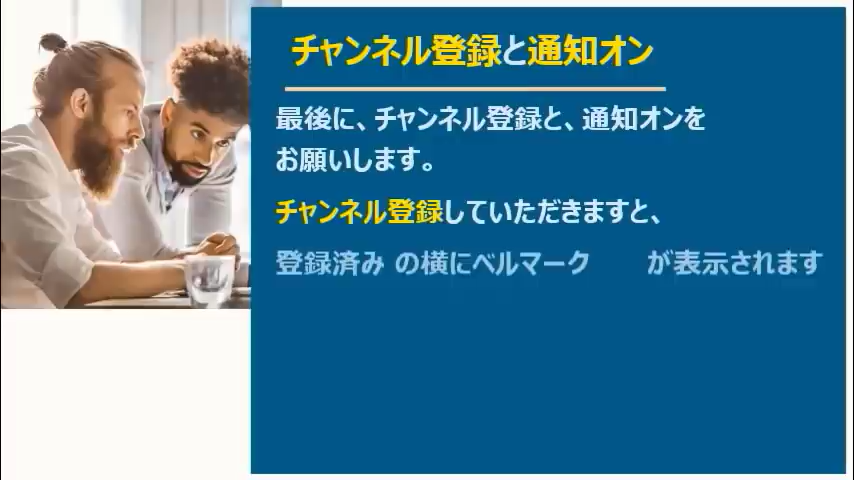 チャンネル登録と通知オン
最後に、チャンネル登録と、通知オンを
お願いします。
チャンネル登録していただきますと、
登録済み の横にベルマーク　　が表示されます